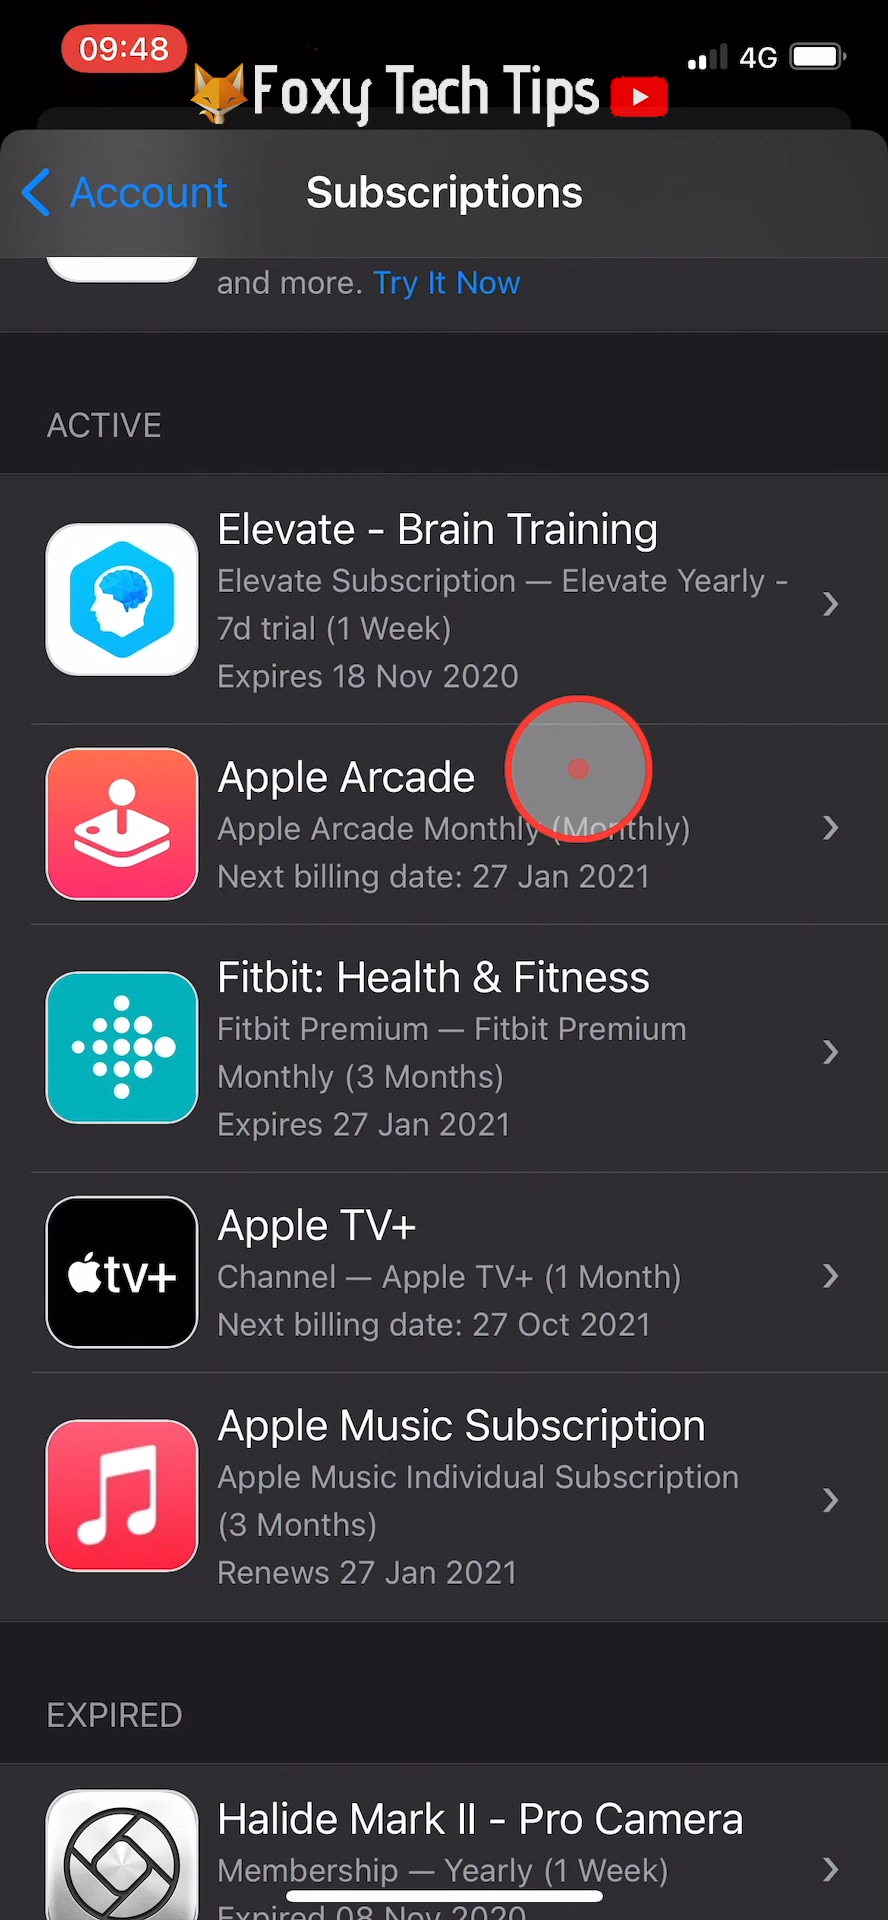 09:48
4G
Foxy Tech Tips
Account
Subscriptions
and more. Try It Now
ACTIVE
Elevate - Brain Training
Elevate Subscription — Elevate Yearly -
7d trial (1 Week)
Expires 18 Nov 2020
Apple Arcade
Apple Arcade Monthly (Monthly)
Next billing date: 27 Jan 2021
Fitbit: Health & Fitness
Fitbit Premium — Fitbit Premium
Monthly (3 Months)
Expires 27 Jan 2021
tv+
Apple TV+
Channel — Apple TV+ (1 Month)
Next billing date: 27 Oct 2021
Apple Music Subscription
Apple Music Individual Subscription
(3 Months)
Renews 27 Jan 2021
EXPIRED
Halide Mark II - Pro Camera
Membership — Yearly (1 Week)
Expired 08 Nov 2020